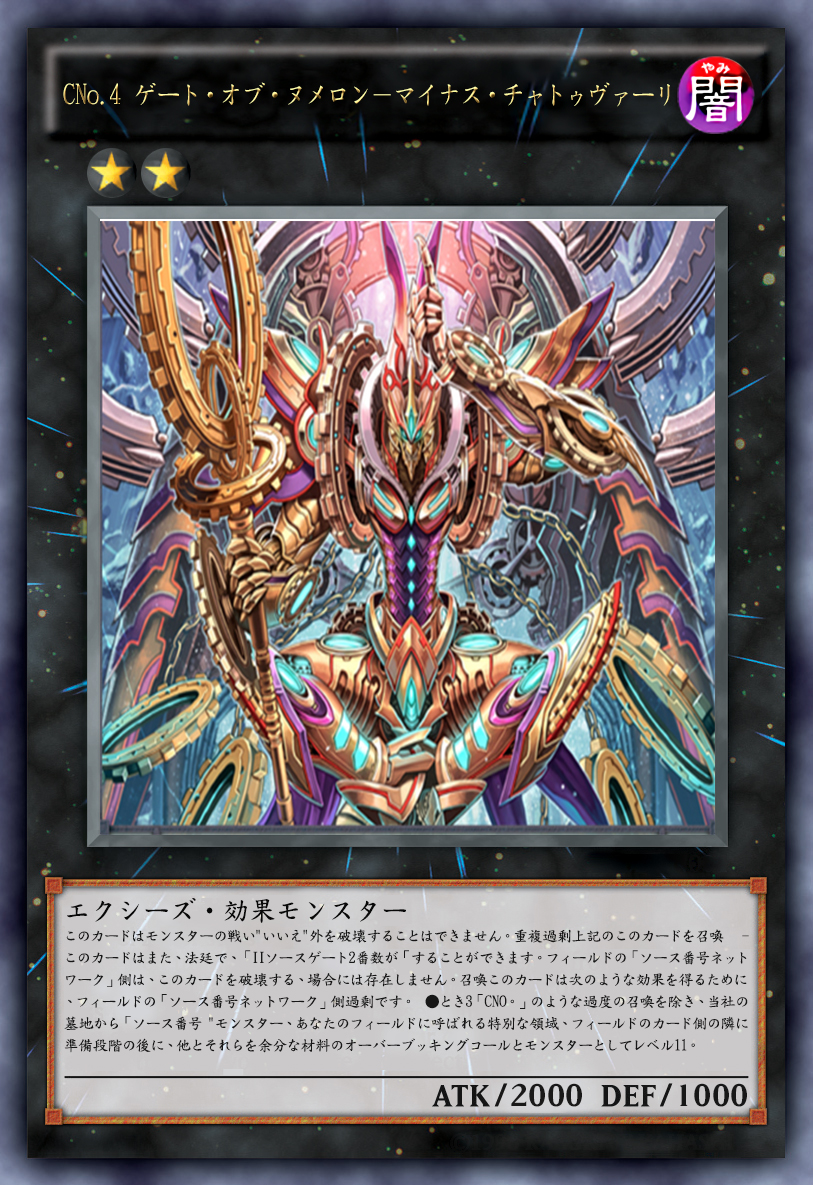 CNo.4 ゲート・オブ・ヌメロン－マイナス・チャトゥヴァーリ
やみ
闇
エクシーズ・効果モンスター
このカードはモンスターの戦い"いいえ"外を破壊することはできません。重複過剰上記のこのカードを召喚　－
このカードはまた、法廷で、「IIソースゲート2番数が「することができます。フィールドの「ソース番号ネット
ワーク」側は、このカードを破壊する、場合には存在しません。召喚このカードは次のような効果を得るために
、フィールドの「ソース番号ネットワーク」側過剰です。　●とき3「CNO。」のような過度の召喚を除き、当社の
墓地から「ソース番号 "モンスター、あなたのフィールドに呼ばれる特別な領域、フィールドのカード側の隣に
準備段階の後に、他とそれらを余分な材料のオーバーブッキングコールとモンスターとしてレベル11。
ATK/2000 DEF/1000